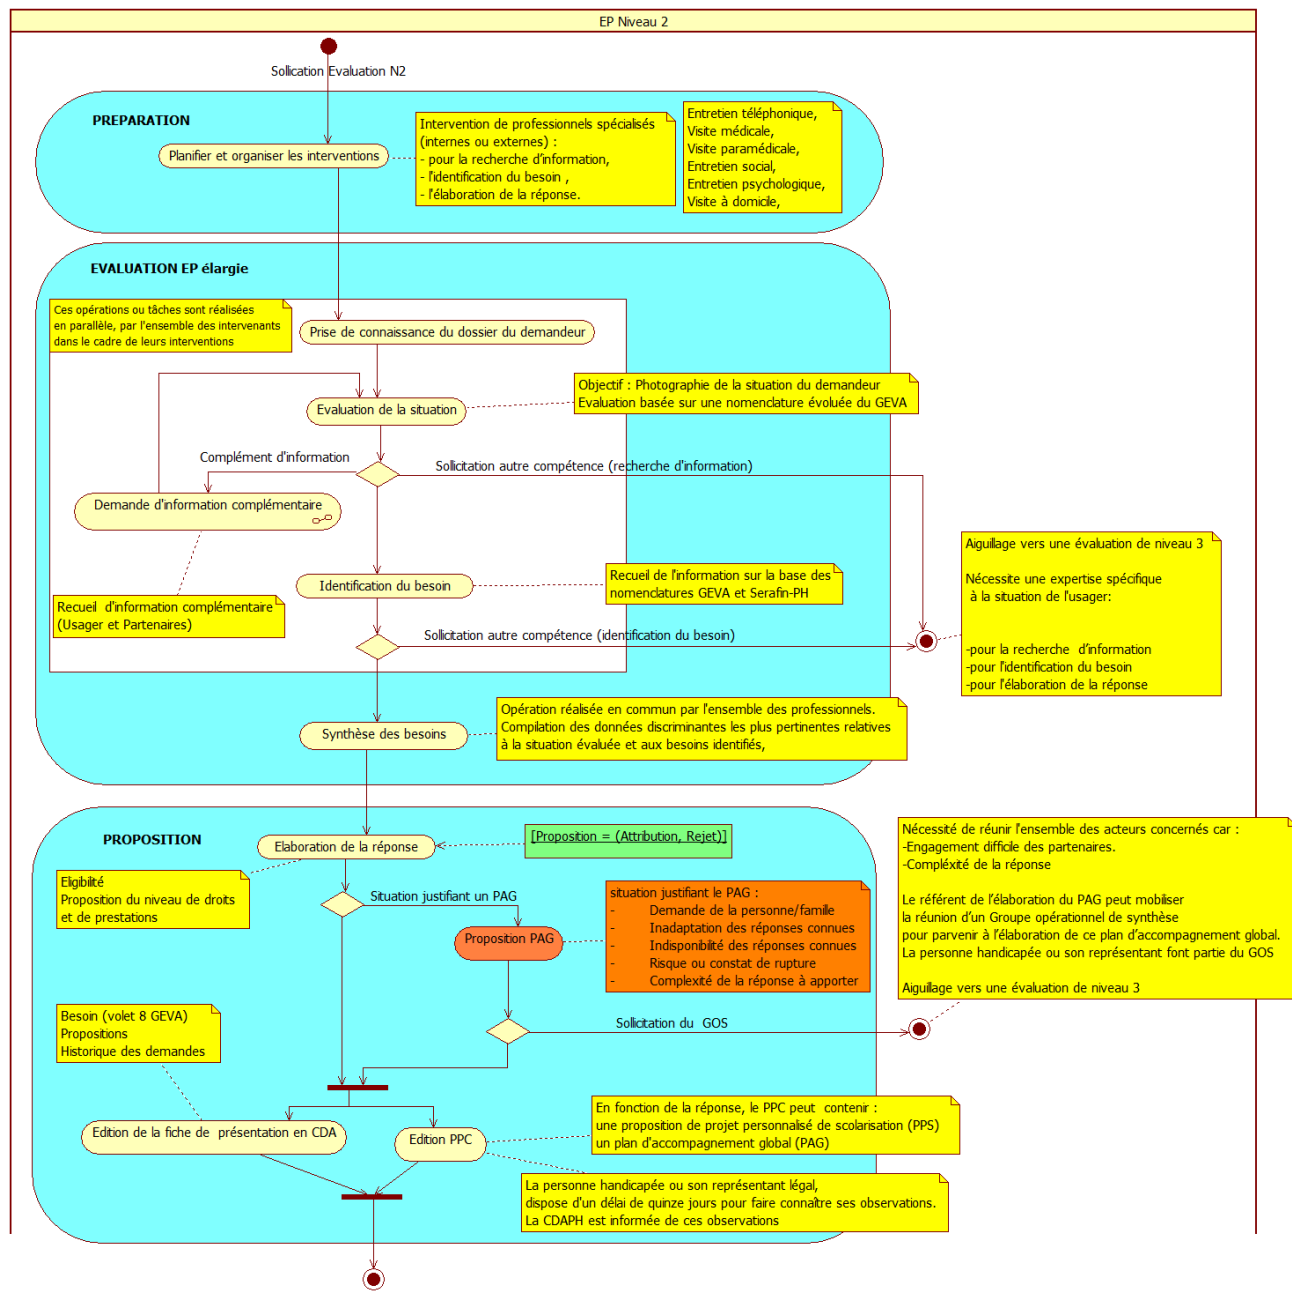 EP Niveau 2
Sollication Evaluation N2
PREPARATION
Planifier et organiser les interventions
Intervention de professionnels spécialisés
(internes ou externes) :
- pour la recherche d'information,
- l'identification du besoin ,
- l'élaboration de la réponse.
Entretien téléphonique,
Visite médicale,
Visite paramédicale,
Entretien social,
Entretien psychologique,
Visite à domicile,
EVALUATION EP élargie
Ces opérations ou tâches sont réalisées
en parallèle, par l'ensemble des intervenants
dans le cadre de leurs interventions
Prise de connaissance du dossier du demandeur
Evaluation de la situation
Objectif : Photographie de la situation du demandeur
Evaluation basée sur une nomenclature évoluée du GEVA
Complément d'information
Sollicitation autre compétence (recherche d'information)
Demande d'information complémentaire
Recueil d'information complémentaire
(Usager et Partenaires)
Identification du besoin
Recueil de l'information sur la base des
nomenclatures GEVA et Serafin-PH
Sollicitation autre compétence (identification du besoin)
Aiguillage vers une évaluation de niveau 3
Nécessite une expertise spécifique
à la situation de l'usager:
-pour la recherche d'information
-pour l'identification du besoin
-pour l'élaboration de la réponse
Synthèse des besoins
Opération réalisée en commun par l'ensemble des professionnels.
Compilation des données discriminantes les plus pertinentes relatives
à la situation évaluée et aux besoins identifiés,
PROPOSITION
Elaboration de la réponse
[Proposition = (Attribution, Rejet)]
Eligibilité
Proposition du niveau de droits
et de prestations
Situation justifiant un PAG
Proposition PAG
situation justifiant le PAG :
- Demande de la personne/famille
- Inadaptation des réponses connues
- Indisponibilité des réponses connues
- Risque ou constat de rupture
- Complexité de la réponse à apporter
Nécessité de réunir l'ensemble des acteurs concernés car :
-Engagement difficile des partenaires.
-Compléxité de la réponse
Le référent de l'élaboration du PAG peut mobiliser
la réunion d'un Groupe opérationnel de synthèse
pour parvenir à l'élaboration de ce plan d'accompagnement global.
La personne handicapée ou son représentant font partie du GOS
Aiguillage vers une évaluation de niveau 3
Sollicitation du GOS
Besoin (volet 8 GEVA)
Propositions
Historique des demandes
Edition de la fiche de présentation en CDA
Edition PPC
En fonction de la réponse, le PPC peut contenir :
une proposition de projet personnalisé de scolarisation (PPS)
un plan d'accompagnement global (PAG)
La personne handicapée ou son représentant légal,
dispose d'un délai de quinze jours pour faire connaître ses observations.
La CDAPH est informée de ces observations